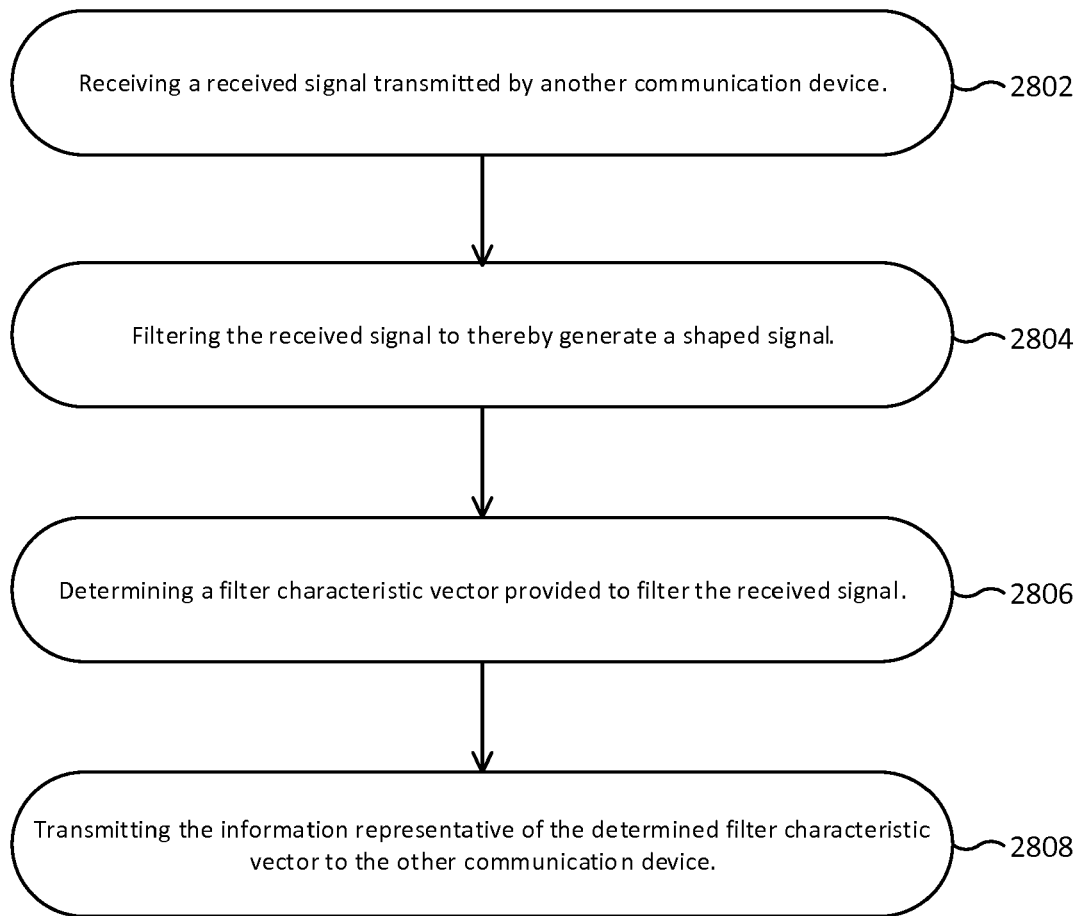 Receiving a received signal transmitted by another communication device.
2802
Filtering the received signal to thereby generate a shaped signal.
2804
Determining a filter characteristic vector provided to filter the received signal.
2806
Transmitting the information representative of the determined filter characteristic
vector to the other communication device.
2808